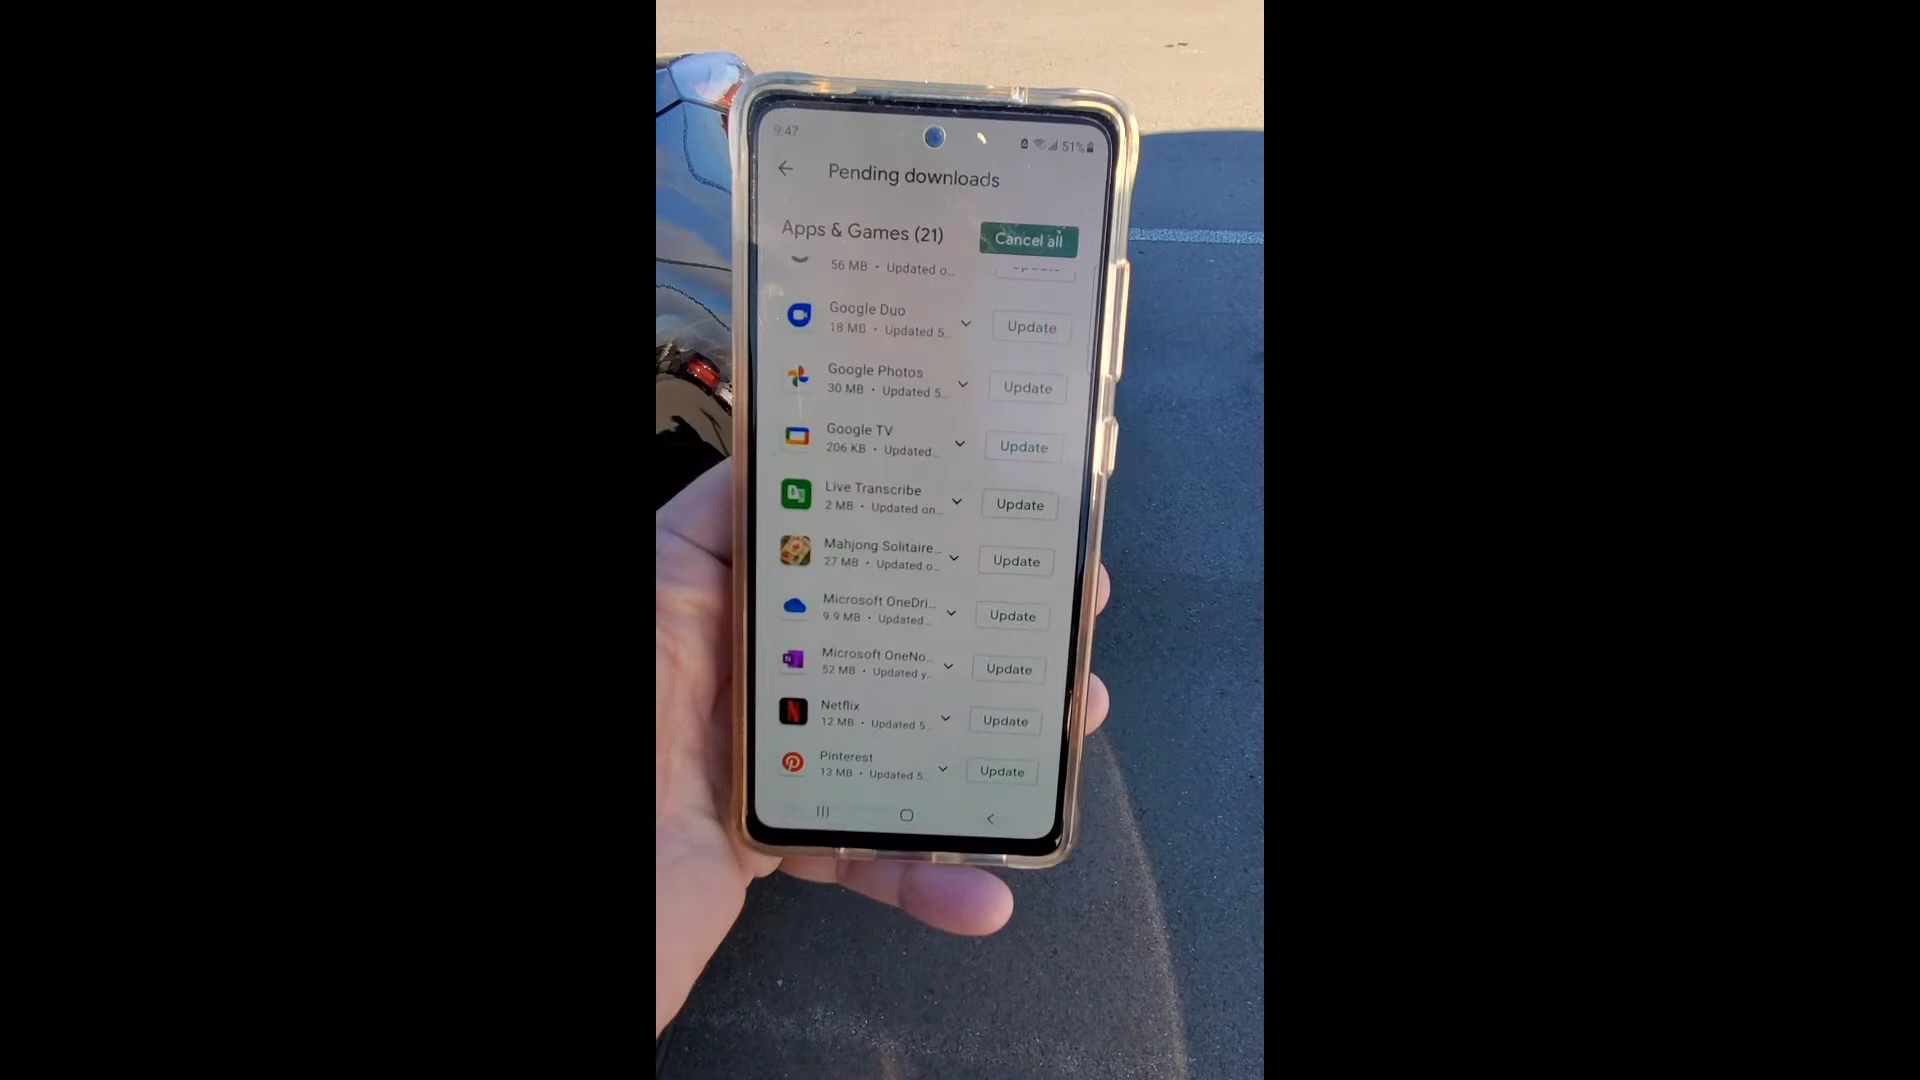 9:47
51%
Pending downloads
Apps & Games (21)
Cancel all
56 MB • Updated o...
Google Duo
18 MB • Updated 5...
Update
Google Photos
30 MB • Updated 5...
Update
Google TV
206 KB • Updated...
Update
Live Transcribe
2 MB • Updated on...
Update
Mahjong Solitaire...
27 MB • Updated o...
Update
Microsoft OneDri...
9.9 MB • Updated...
Update
Microsoft OneNo...
52 MB • Updated y...
Update
Netflix
12 MB • Updated 5...
Update
Pinterest
13 MB • Updated 5...
Update